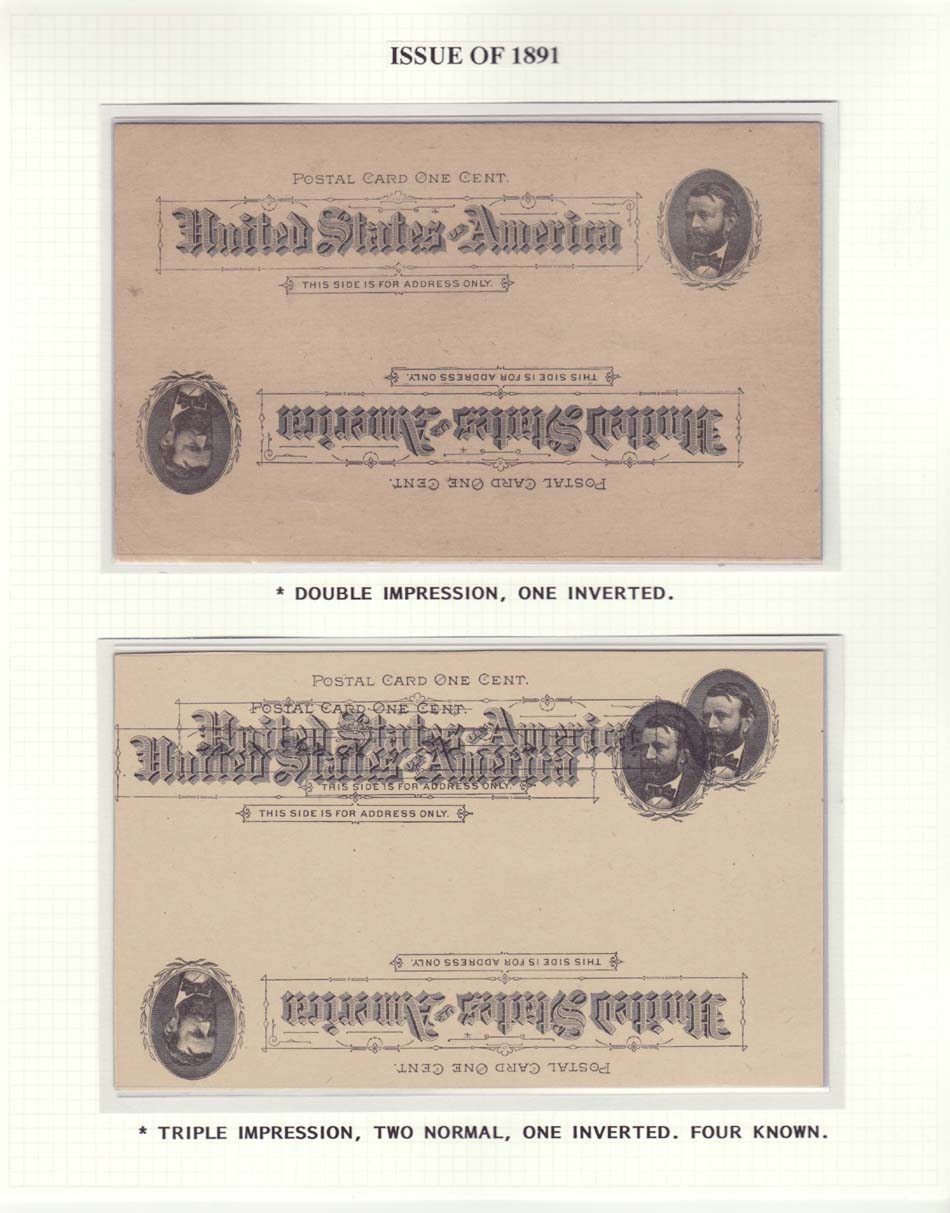 ISSUE OF 1891
POSTAL CARD ONE CENT.
United States of America
THIS SIDE IS FOR ADDRESS ONLY.
THIS SIDE IS FOR ADDRESS ONLY.
United States of America
POSTAL CARD ONE CENT.
* DOUBLE IMPRESSION, ONE INVERTED.
POSTAL CARD ONE CENT.
POSTAL CARD ONE CENT.
United States of America
United States of America
THIS SIDE IS FOR ADDRESS ONLY.
THIS SIDE IS FOR ADDRESS ONLY.
THIS SIDE IS FOR ADDRESS ONLY.
United States of America
POSTAL CARD ONE CENT.
* TRIPLE IMPRESSION, TWO NORMAL, ONE INVERTED. FOUR KNOWN.